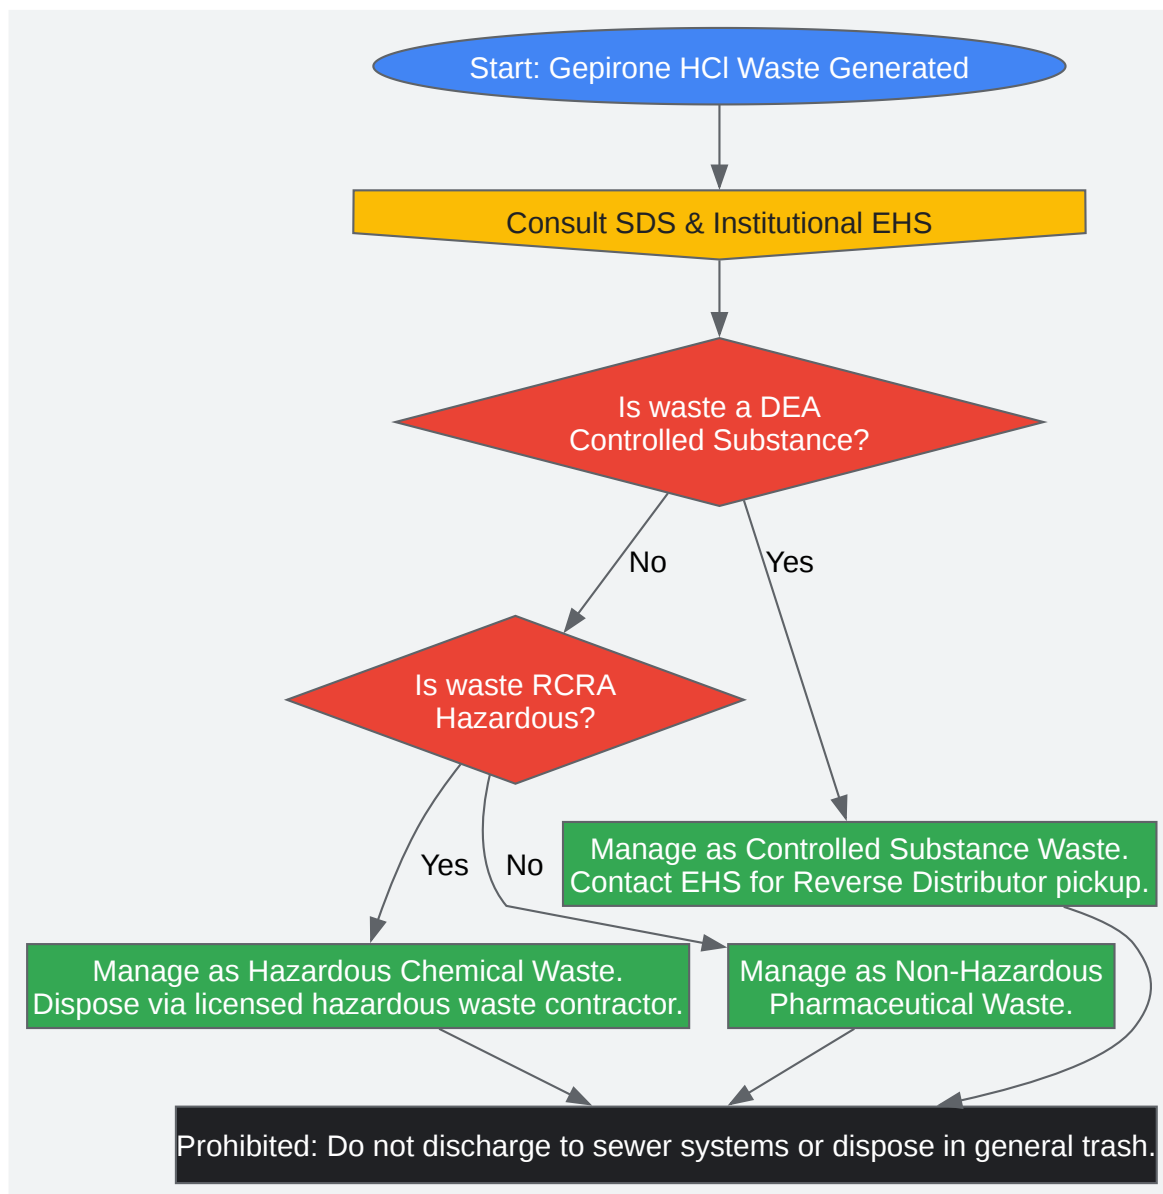 Start: Gepirone HCl Waste Generated
Consult SDS & Institutional EHS
Is waste a DEA
Controlled Substance?
No
Yes
Is waste RCRA
Hazardous?
Manage as Controlled Substance Waste.
Contact EHS for Reverse Distributor pickup.
Yes
No
Manage as Hazardous Chemical Waste.
Dispose via licensed hazardous waste contractor.
Manage as Non-Hazardous
Pharmaceutical Waste.
Prohibited: Do not discharge to sewer systems or dispose in general trash.